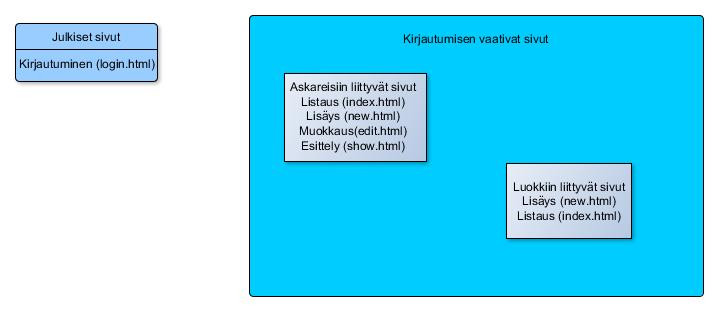 Julkiset sivut
Kirjautuminen (login.html)
Kirjautumisen vaativat sivut
Askareisiin liittyvät sivut
Listaus (index.html)
Lisäys (new.html)
Muokkaus(edit.html)
Esittely (show.html)
Luokkiin liittyvät sivut
Lisäys (new.html)
Listaus (index.html)